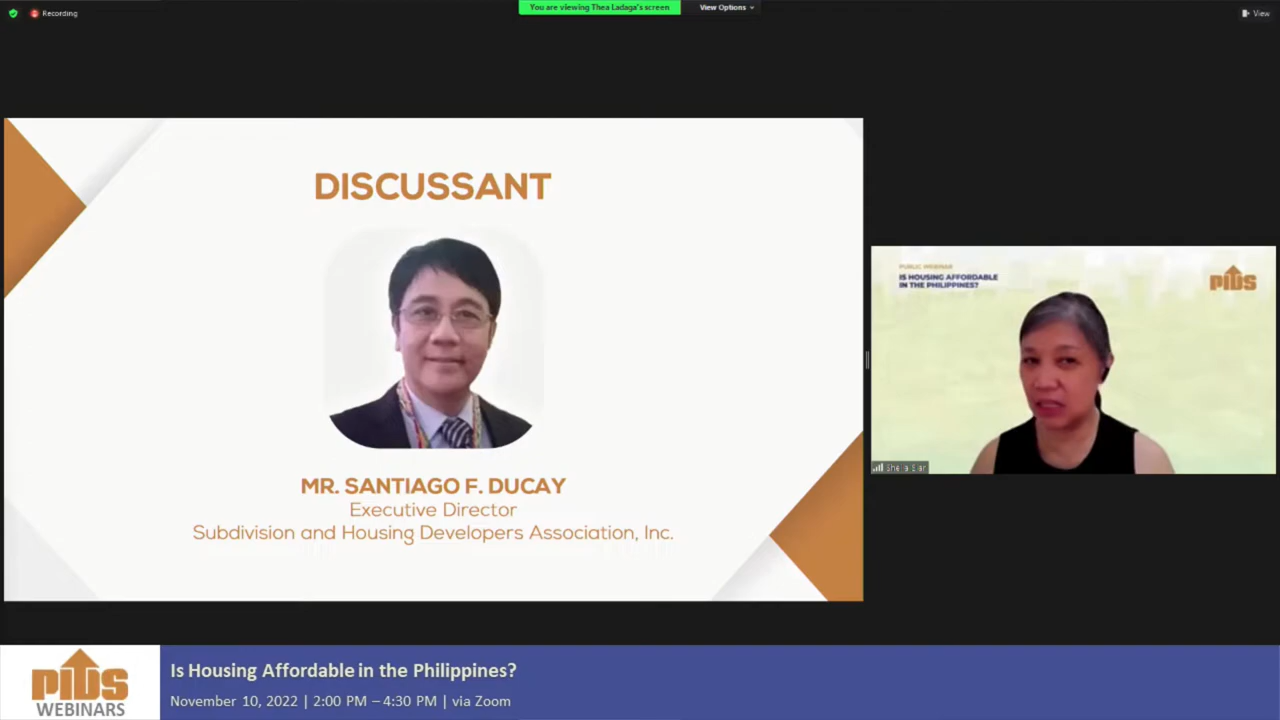 Recording
You are viewing Thea Ladaga's screen
View Options
View
DISCUSSANT
MR. SANTIAGO F. DUCAY
Executive Director
Subdivision and Housing Developers Association, Inc.
PUBLIC WEBINAR
IS HOUSING AFFORDABLE
IN THE PHILIPPINES?
PIDS
Sheila Siar
PIDS
WEBINARS
Is Housing Affordable in the Philippines?
November 10, 2022 | 2:00 PM – 4:30 PM | via Zoom